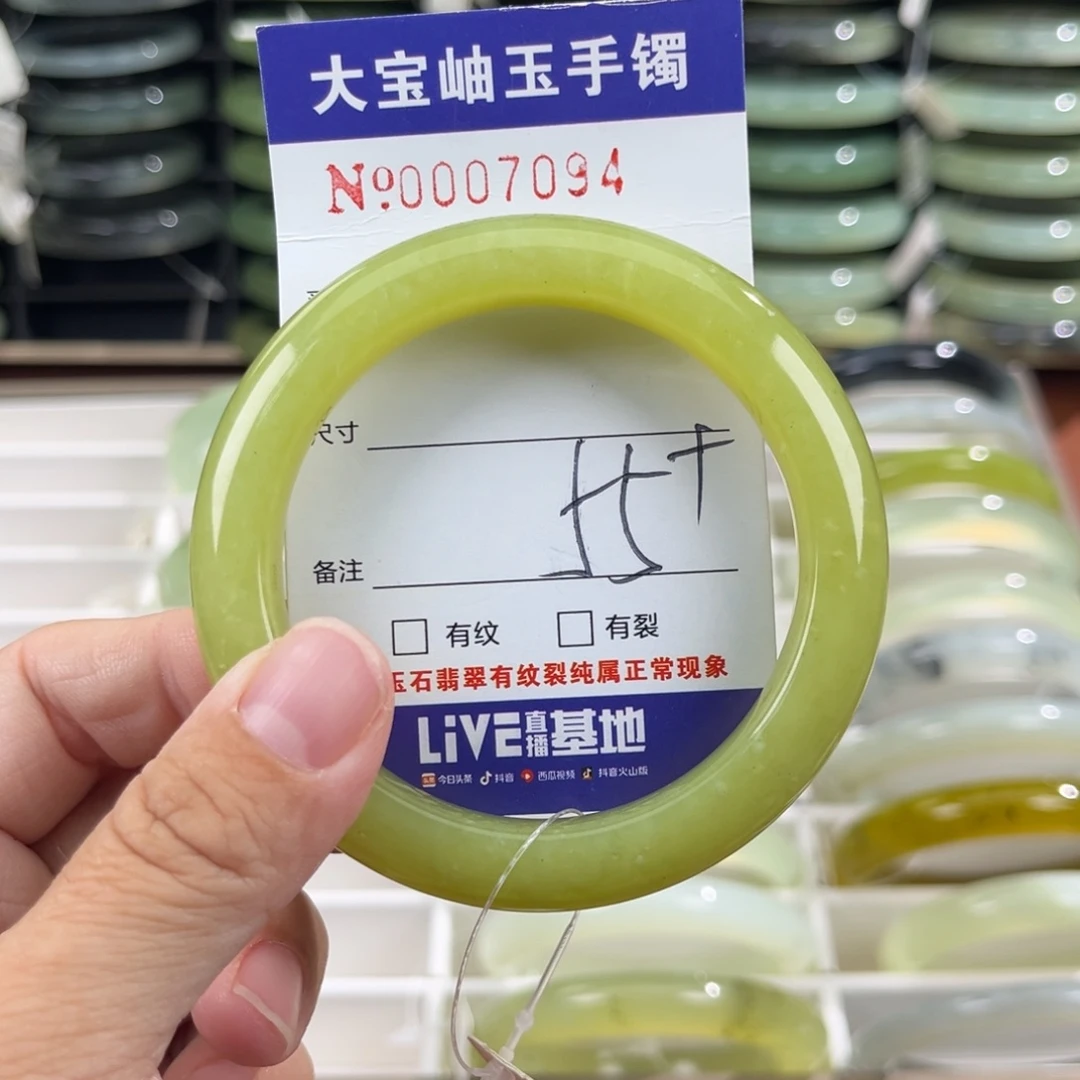 大宝岫玉手镯
Nº0007094
尺寸
55+
备注
□ 有纹 □ 有裂
玉石翡翠有纹裂纯属正常现象
LiVE直播基地
今日头条 抖音 西瓜视频 抖音火山版